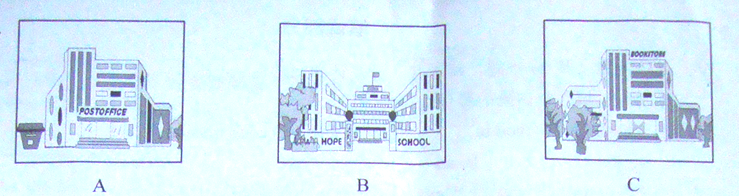 POSTOFFICE
HOPE SCHOOL
BOOKSTORE
A B C